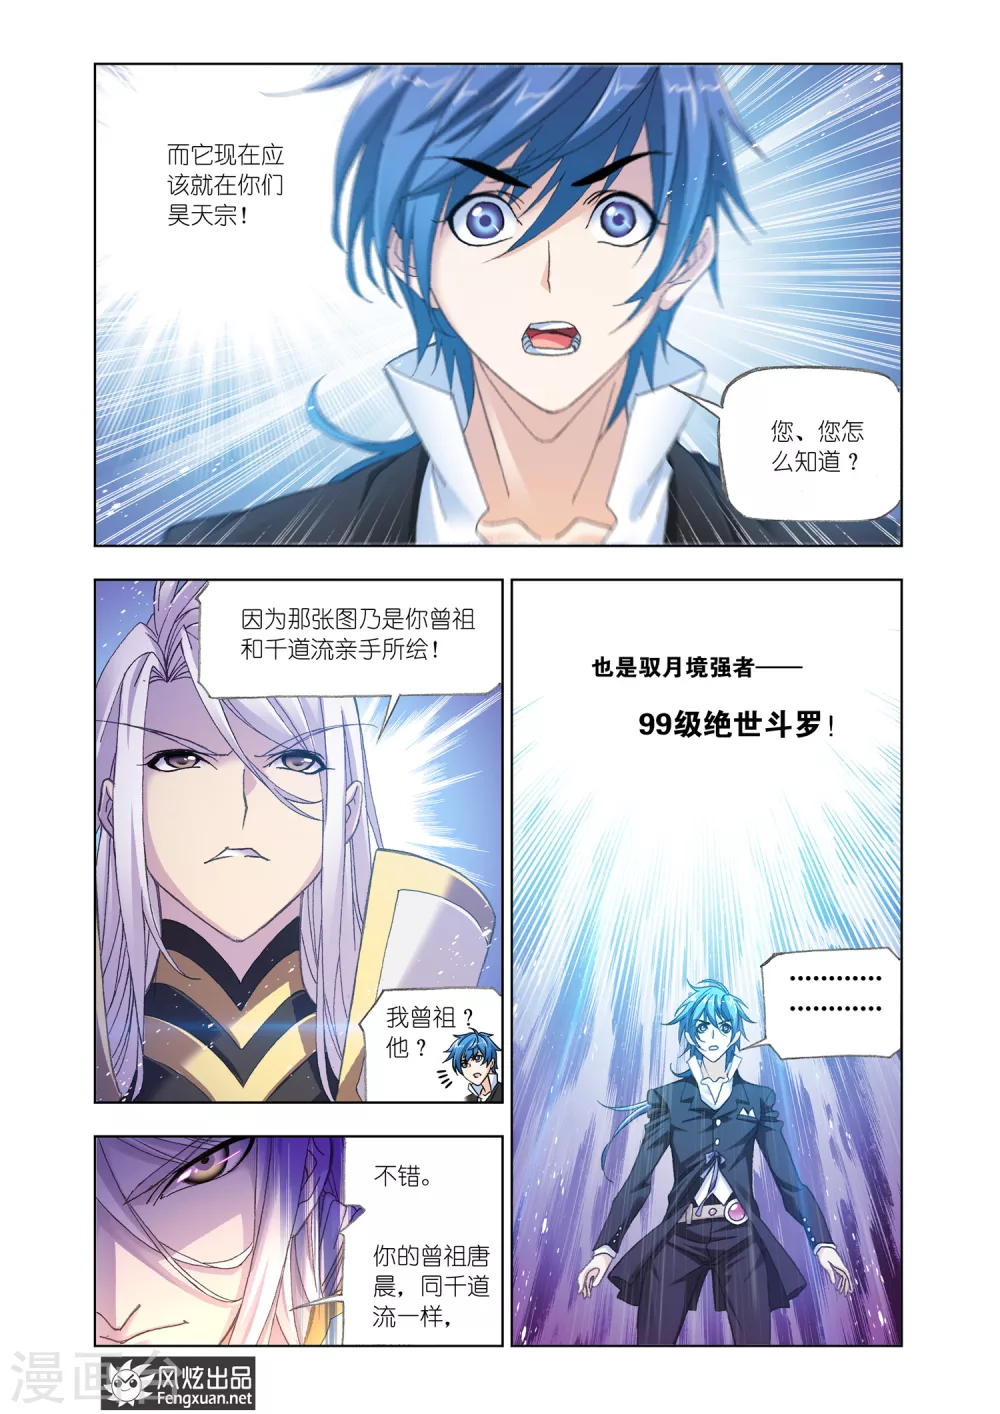 而它现在应
该就在你们
昊天宗！
您、您怎
么知道？
因为那张图乃是你曾祖
和千道流亲手所绘！
我曾祖？
他？
不错。
你的曾祖唐
晨，同千道
流一样，
也是驭月境强者——
99级绝世斗罗！
…………
…………
漫画台
风炫出品
Fengxuan.net